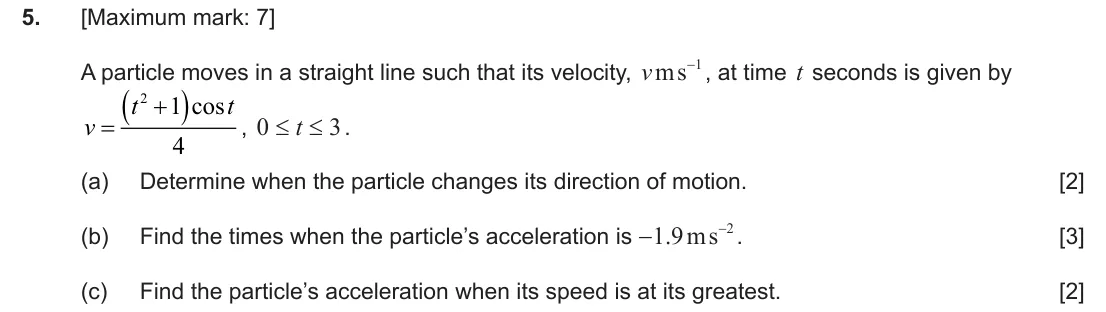 5. [Maximum mark: 7]
A particle moves in a straight line such that its velocity, v m s⁻¹, at time t seconds is given by
v = (t² + 1)cos t / 4, 0 ≤ t ≤ 3.
(a) Determine when the particle changes its direction of motion. [2]
(b) Find the times when the particle’s acceleration is −1.9 m s⁻². [3]
(c) Find the particle’s acceleration when its speed is at its greatest. [2]